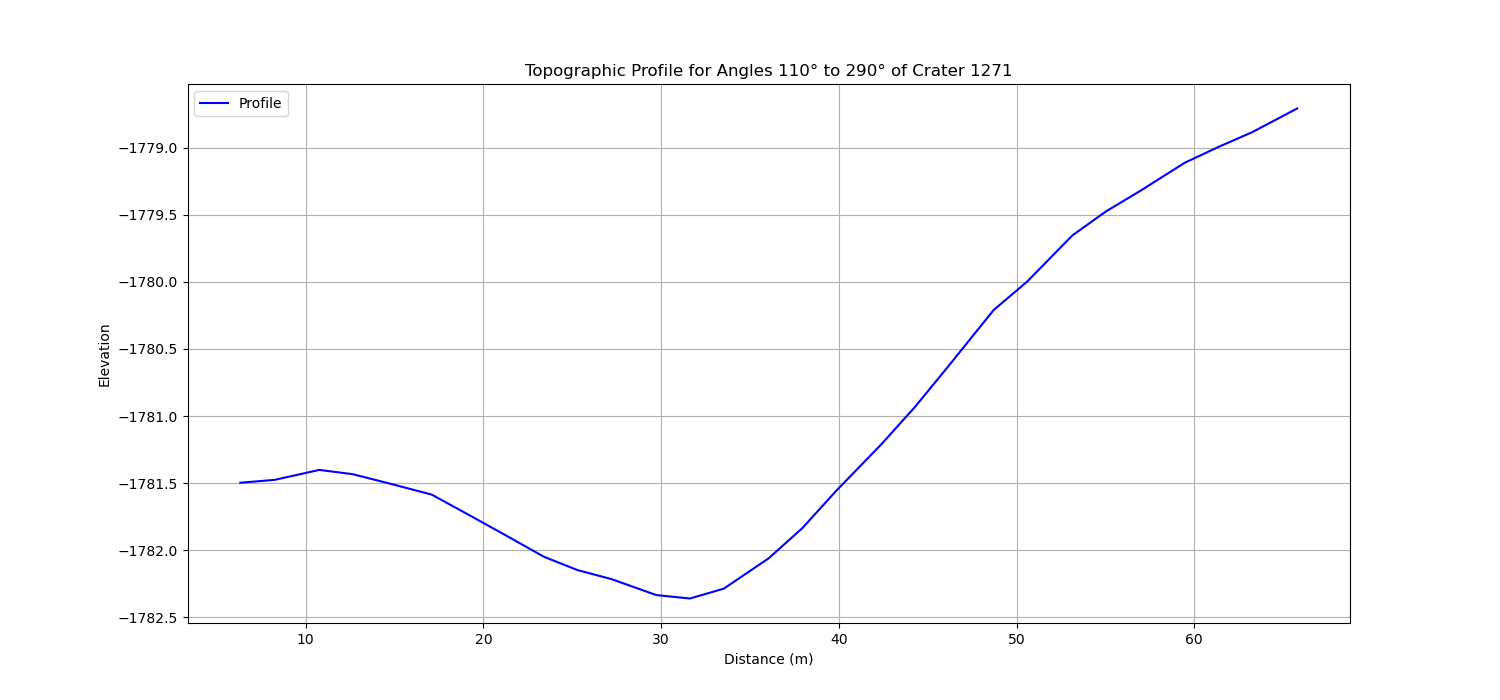 Topographic Profile for Angles 110° to 290° of Crater 1271
Profile
Elevation
−1779.0
−1779.5
−1780.0
−1780.5
−1781.0
−1781.5
−1782.0
−1782.5
10 20 30 40 50 60
Distance (m)